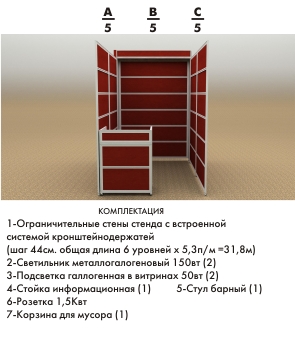 A B C
5 5 5
КОМПЛЕКТАЦИЯ
1-Ограничительные стены стенда с встроенной
системой кронштейнодержатей
(шаг 44см. общая длина 6 уровней х 5,3п/м =31,8м)
2-Светильник металлогалогеновый 150вт (2)
3-Подсветка галлогенная в витринах 50вт (2)
4-Стойка информационная (1) 5-Стул барный (1)
6-Розетка 1,5Квт
7-Корзина для мусора (1)